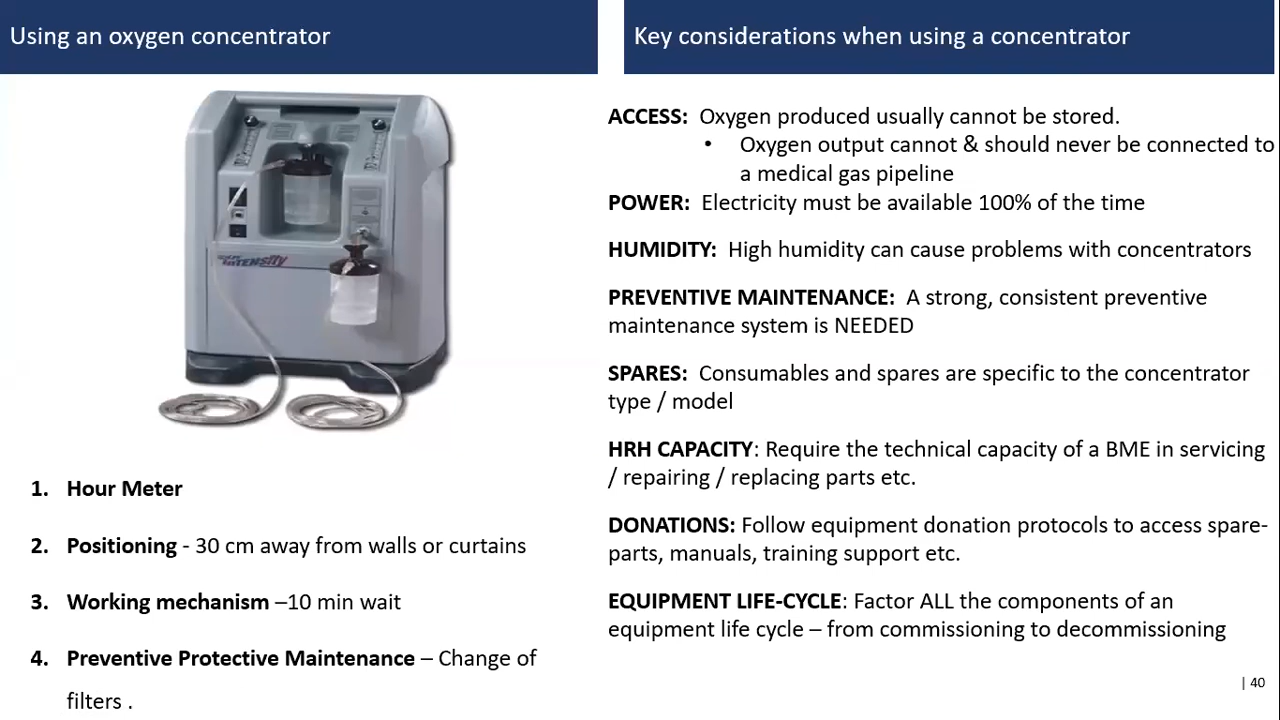 Using an oxygen concentrator
Key considerations when using a concentrator
INTENSITY
1. Hour Meter
2. Positioning - 30 cm away from walls or curtains
3. Working mechanism –10 min wait
4. Preventive Protective Maintenance – Change of
filters .
ACCESS: Oxygen produced usually cannot be stored.
• Oxygen output cannot & should never be connected to
a medical gas pipeline
POWER: Electricity must be available 100% of the time
HUMIDITY: High humidity can cause problems with concentrators
PREVENTIVE MAINTENANCE: A strong, consistent preventive
maintenance system is NEEDED
SPARES: Consumables and spares are specific to the concentrator
type / model
HRH CAPACITY: Require the technical capacity of a BME in servicing
/ repairing / replacing parts etc.
DONATIONS: Follow equipment donation protocols to access spare-
parts, manuals, training support etc.
EQUIPMENT LIFE-CYCLE: Factor ALL the components of an
equipment life cycle – from commissioning to decommissioning
| 40